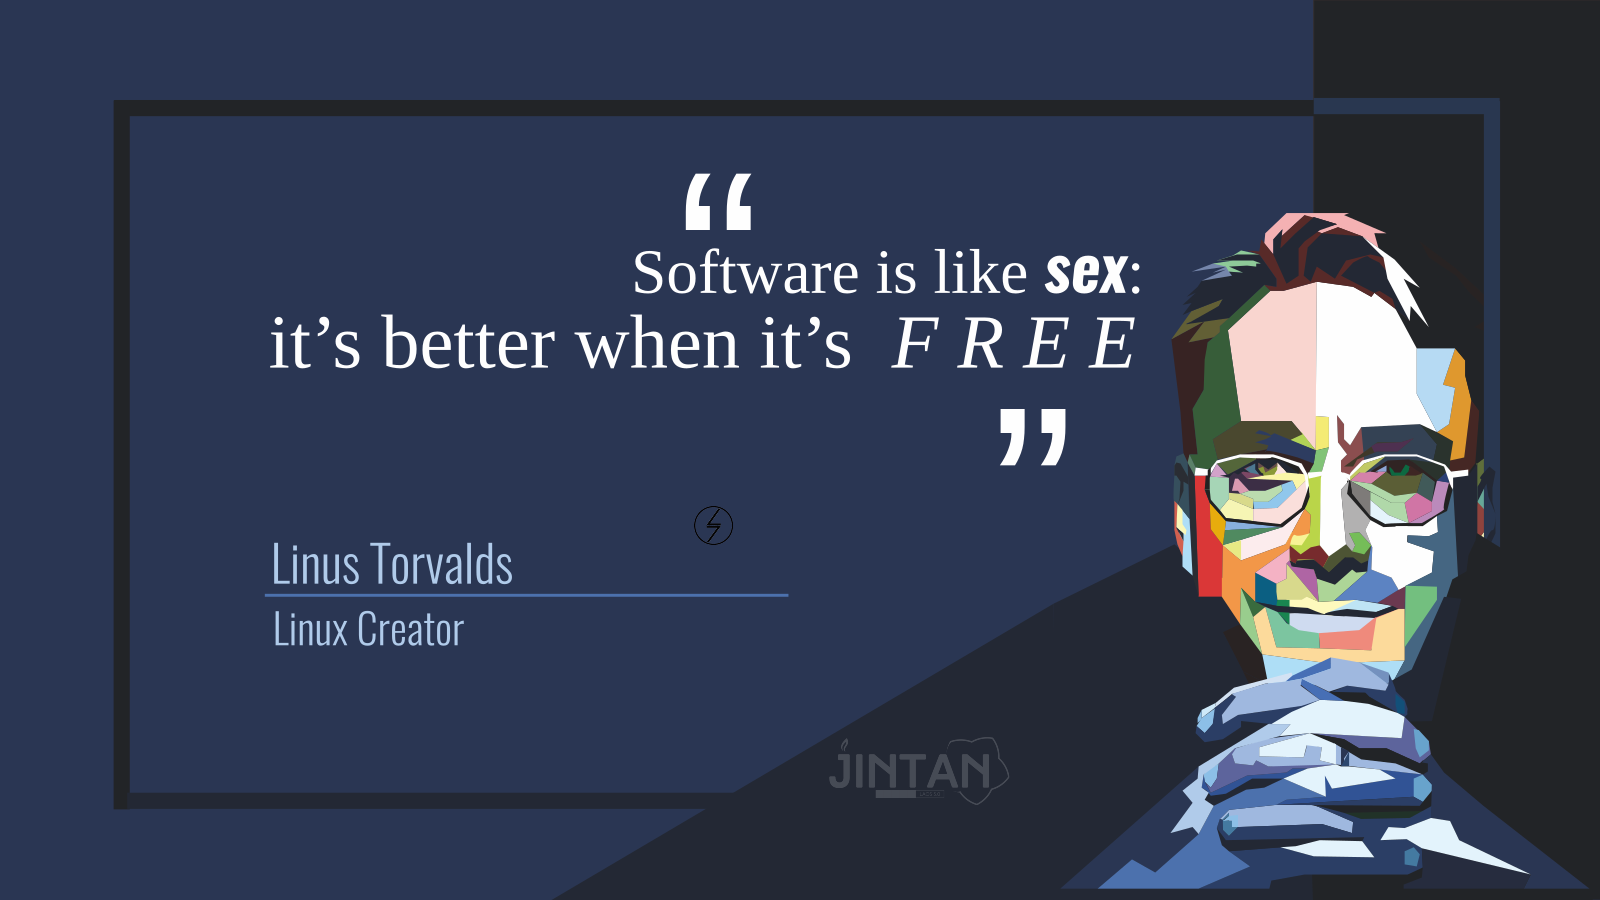 “
Software is like sex:
it’s better when it’s F R E E
”
Linus Torvalds
Linux Creator
JINTAN